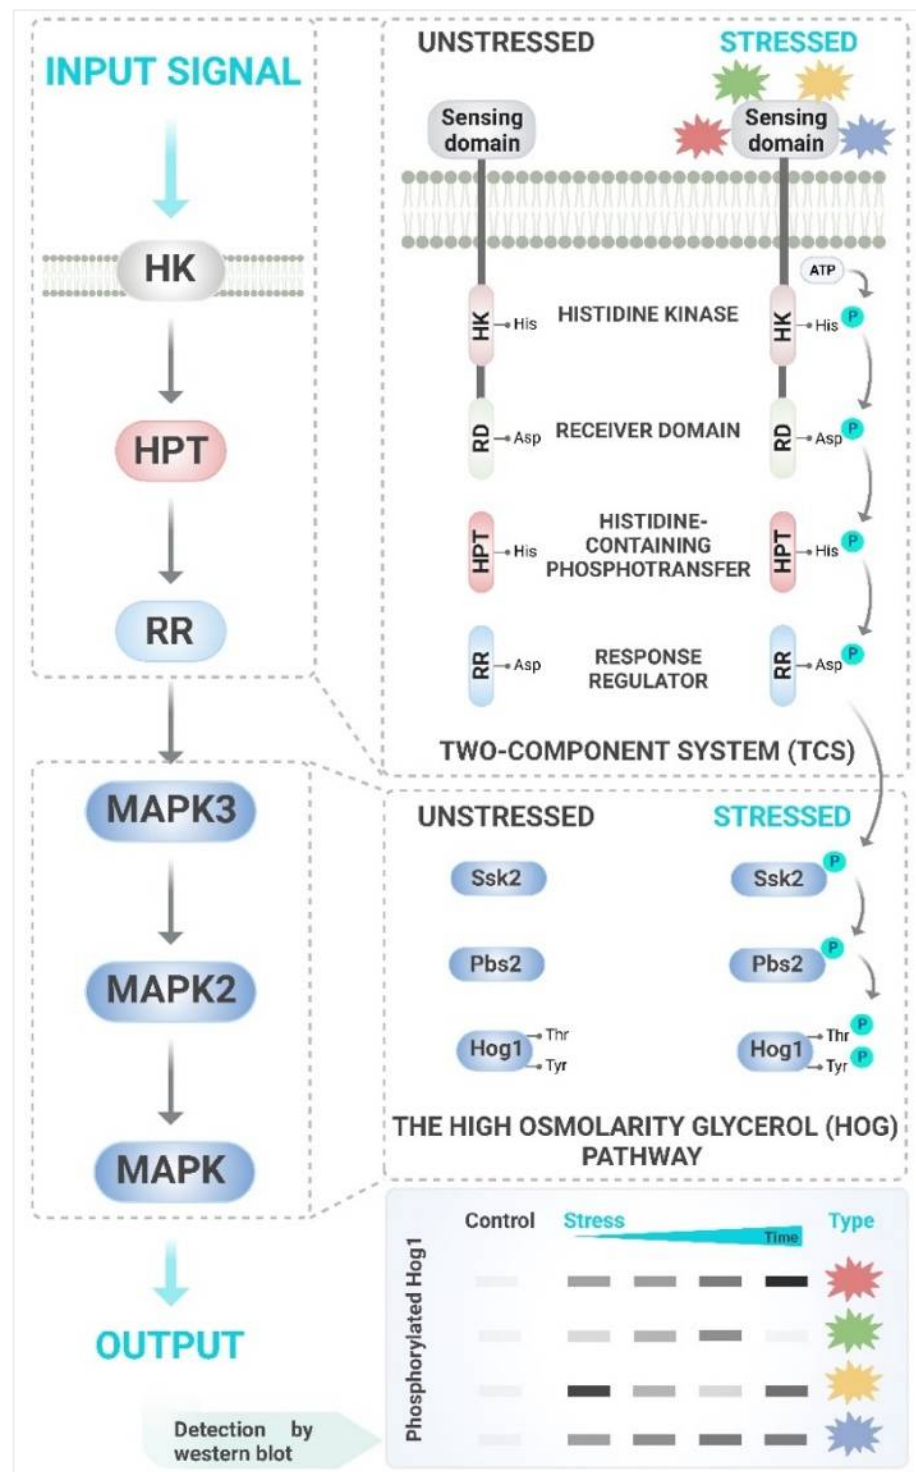 INPUT SIGNAL
HK
HPT
RR
MAPK3
MAPK2
MAPK
OUTPUT
UNSTRESSED
STRESSED
Sensing
domain
Sensing
domain
ATP
HK
His
HISTIDINE KINASE
HK
His
P
RD
Asp
RECEIVER DOMAIN
RD
Asp
P
HPT
His
HISTIDINE-
CONTAINING
PHOSPHOTRANSFER
HPT
His
P
RR
Asp
RESPONSE
REGULATOR
RR
Asp
P
TWO-COMPONENT SYSTEM (TCS)
UNSTRESSED
STRESSED
Ssk2
Ssk2
P
Pbs2
Pbs2
P
Hog1
Thr
Tyr
Hog1
Thr
P
Tyr
P
THE HIGH OSMOLARITY GLYCEROL (HOG)
PATHWAY
Phosphorylated Hog1
Control
Stress
Time
Type
Detection by
western blot